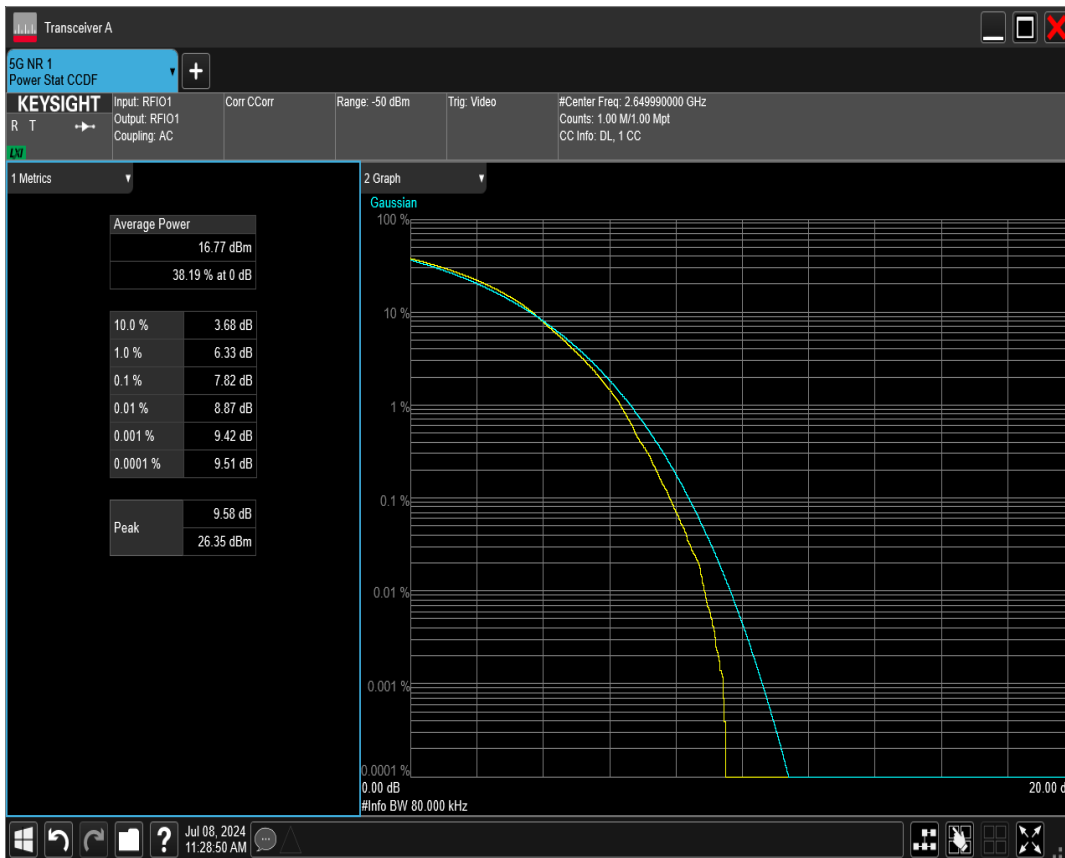 Transceiver A
5G NR 1
Power Stat CCDF
KEYSIGHT
R T
LXI
Input: RFIO1
Output: RFIO1
Coupling: AC
Corr CCorr
Range: -50 dBm
Trig: Video
#Center Freq: 2.649990000 GHz
Counts: 1.00 M/1.00 Mpt
CC Info: DL, 1 CC
1 Metrics
Average Power
16.77 dBm
38.19 % at 0 dB
10.0 % 3.68 dB
1.0 % 6.33 dB
0.1 % 7.82 dB
0.01 % 8.87 dB
0.001 % 9.42 dB
0.0001 % 9.51 dB
Peak
9.58 dB
26.35 dBm
2 Graph
Gaussian
100 %
10 %
1 %
0.1 %
0.01 %
0.001 %
0.0001 %
0.00 dB
20.00 d
#Info BW 80.000 kHz
?
Jul 08, 2024
11:28:50 AM